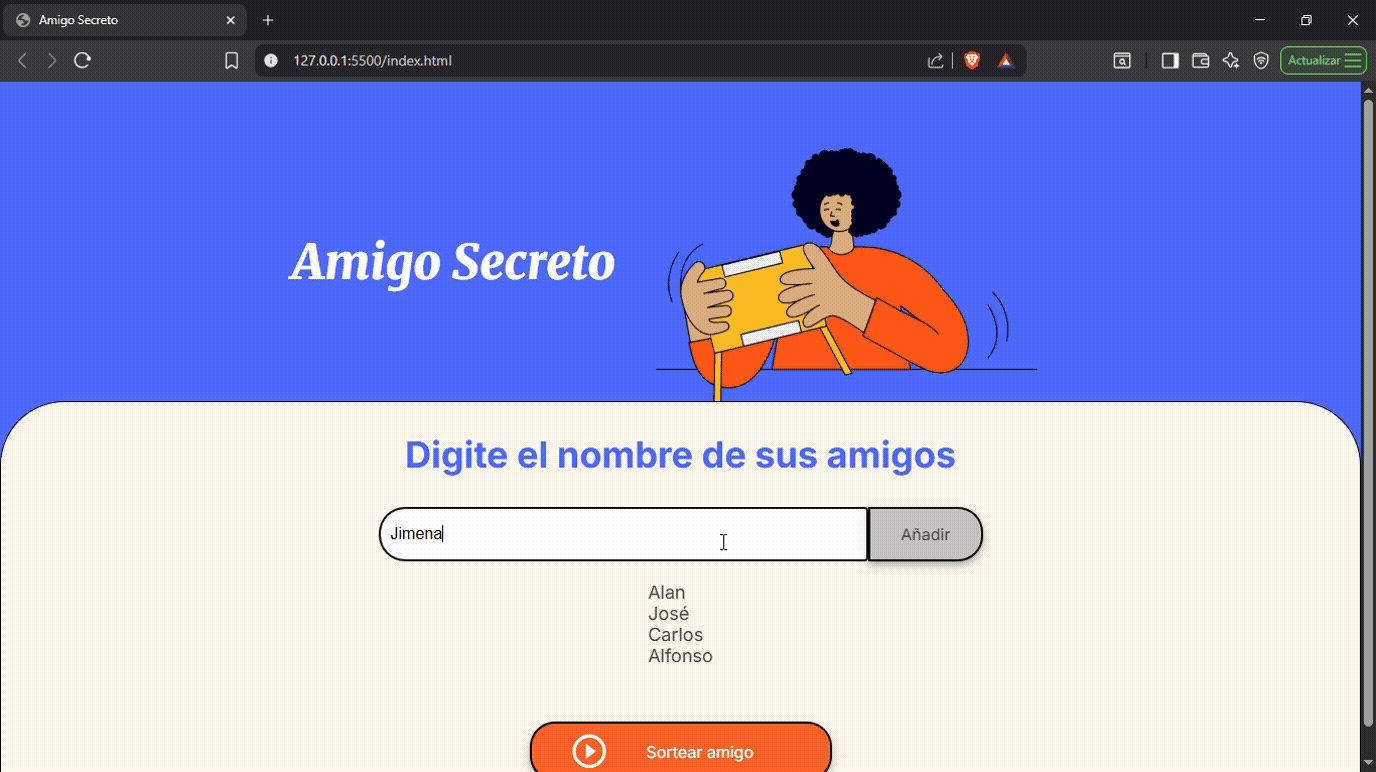 Amigo Secreto
127.0.0.1:5500/index.html
Actualizar
Amigo Secreto
Digite el nombre de sus amigos
Jimena
Añadir
Alan
José
Carlos
Alfonso
Sortear amigo